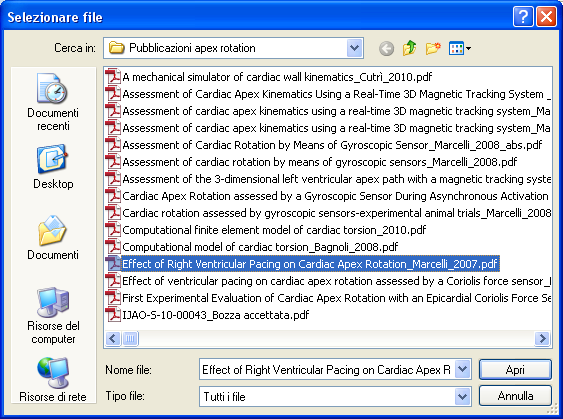 Selezionare file
Cerca in:
Pubblicazioni apex rotation
Documenti
recenti
Desktop
Documenti
Risorse del
computer
Risorse di rete
A mechanical simulator of cardiac wall kinematics_Cutrì_2010.pdf
Assessment of Cardiac Apex Kinematics Using a Real-Time 3D Magnetic Tracking System _
Assessment of cardiac apex kinematics using a real-time 3D magnetic tracking system_Ma
Assessment of cardiac apex kinematics using a real-time 3D magnetic tracking system_Ma
Assessment of Cardiac Rotation by Means of Gyroscopic Sensor_Marcelli_2008_abs.pdf
Assessment of cardiac rotation by means of gyroscopic sensors_Marcelli_2008.pdf
Assessment of the 3-dimensional left ventricular apex path with a magnetic tracking syste
Cardiac Apex Rotation assessed by a Gyroscopic Sensor During Asynchronous Activation
Cardiac rotation assessed by gyroscopic sensors-experimental animal trials_Marcelli_2008
Computational finite element model of cardiac torsion_2010.pdf
Computational model of cardiac torsion_Bagnoli_2008.pdf
Effect of Right Ventricular Pacing on Cardiac Apex Rotation_Marcelli_2007.pdf
Effect of ventricular pacing on cardiac apex rotation assessed by a Coriolis force sensor_
First Experimental Evaluation of Cardiac Apex Rotation with an Epicardial Coriolis Force Se
IJAO-S-10-00043_Bozza accettata.pdf
Nome file:
Effect of Right Ventricular Pacing on Cardiac Apex R
Apri
Tipo file:
Tutti i file
Annulla